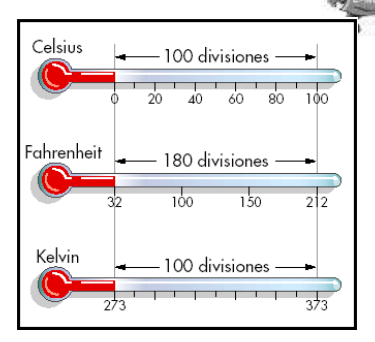 Celsius
100 divisiones
0 20 40 60 80 100
Fahrenheit
180 divisiones
32 100 150 212
Kelvin
100 divisiones
273 373